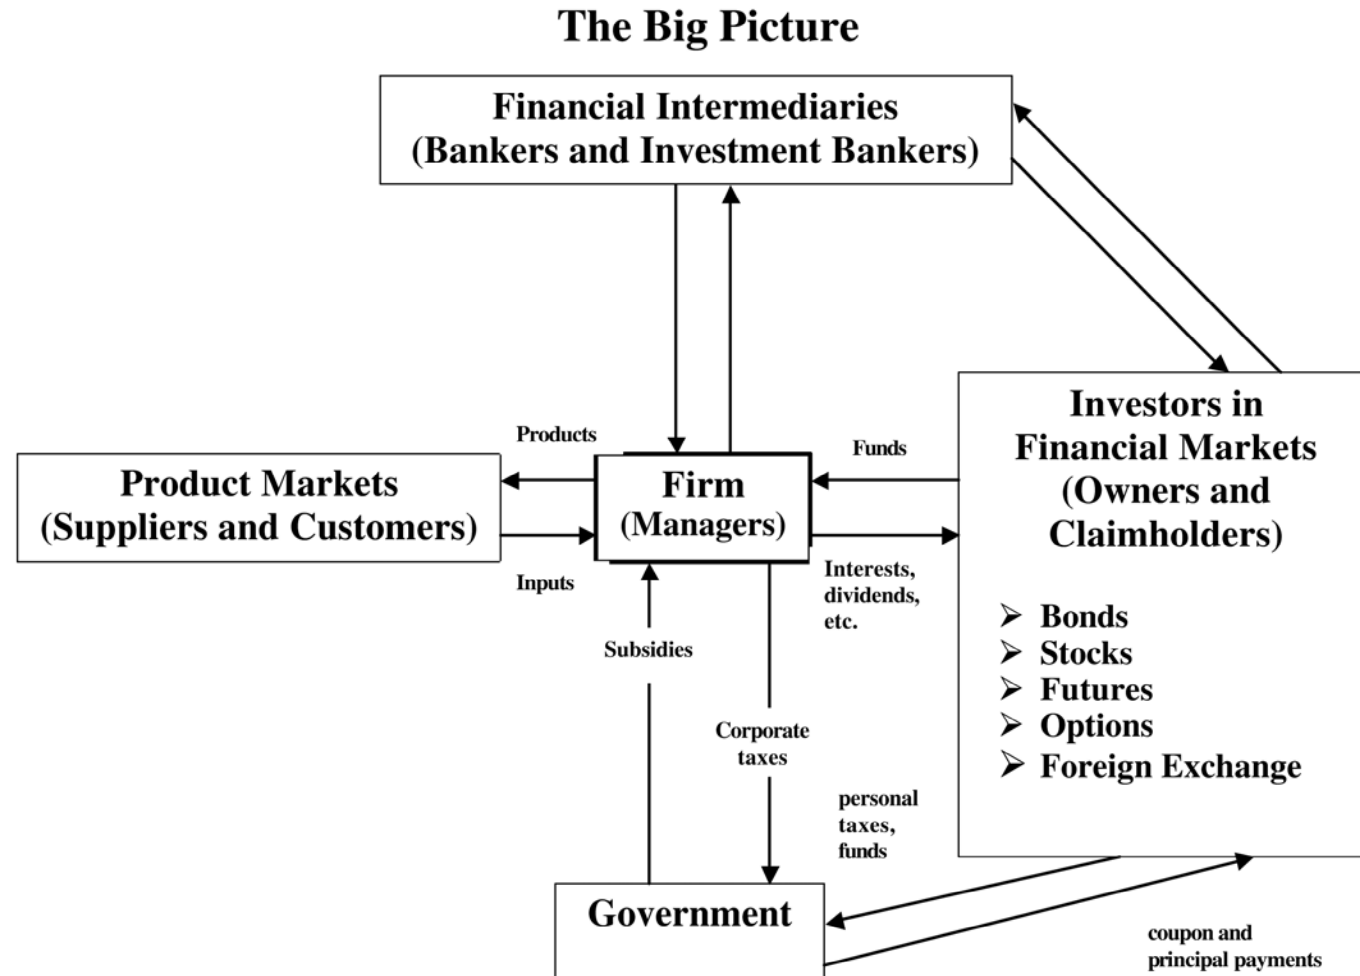 The Big Picture
Financial Intermediaries
(Bankers and Investment Bankers)
Products
Funds
Product Markets
(Suppliers and Customers)
Firm
(Managers)
Investors in
Financial Markets
(Owners and
Claimholders)
Inputs
Interests,
dividends,
etc.
➢ Bonds
➢ Stocks
➢ Futures
➢ Options
➢ Foreign Exchange
Subsidies
Corporate
taxes
personal
taxes,
funds
Government
coupon and
principal payments